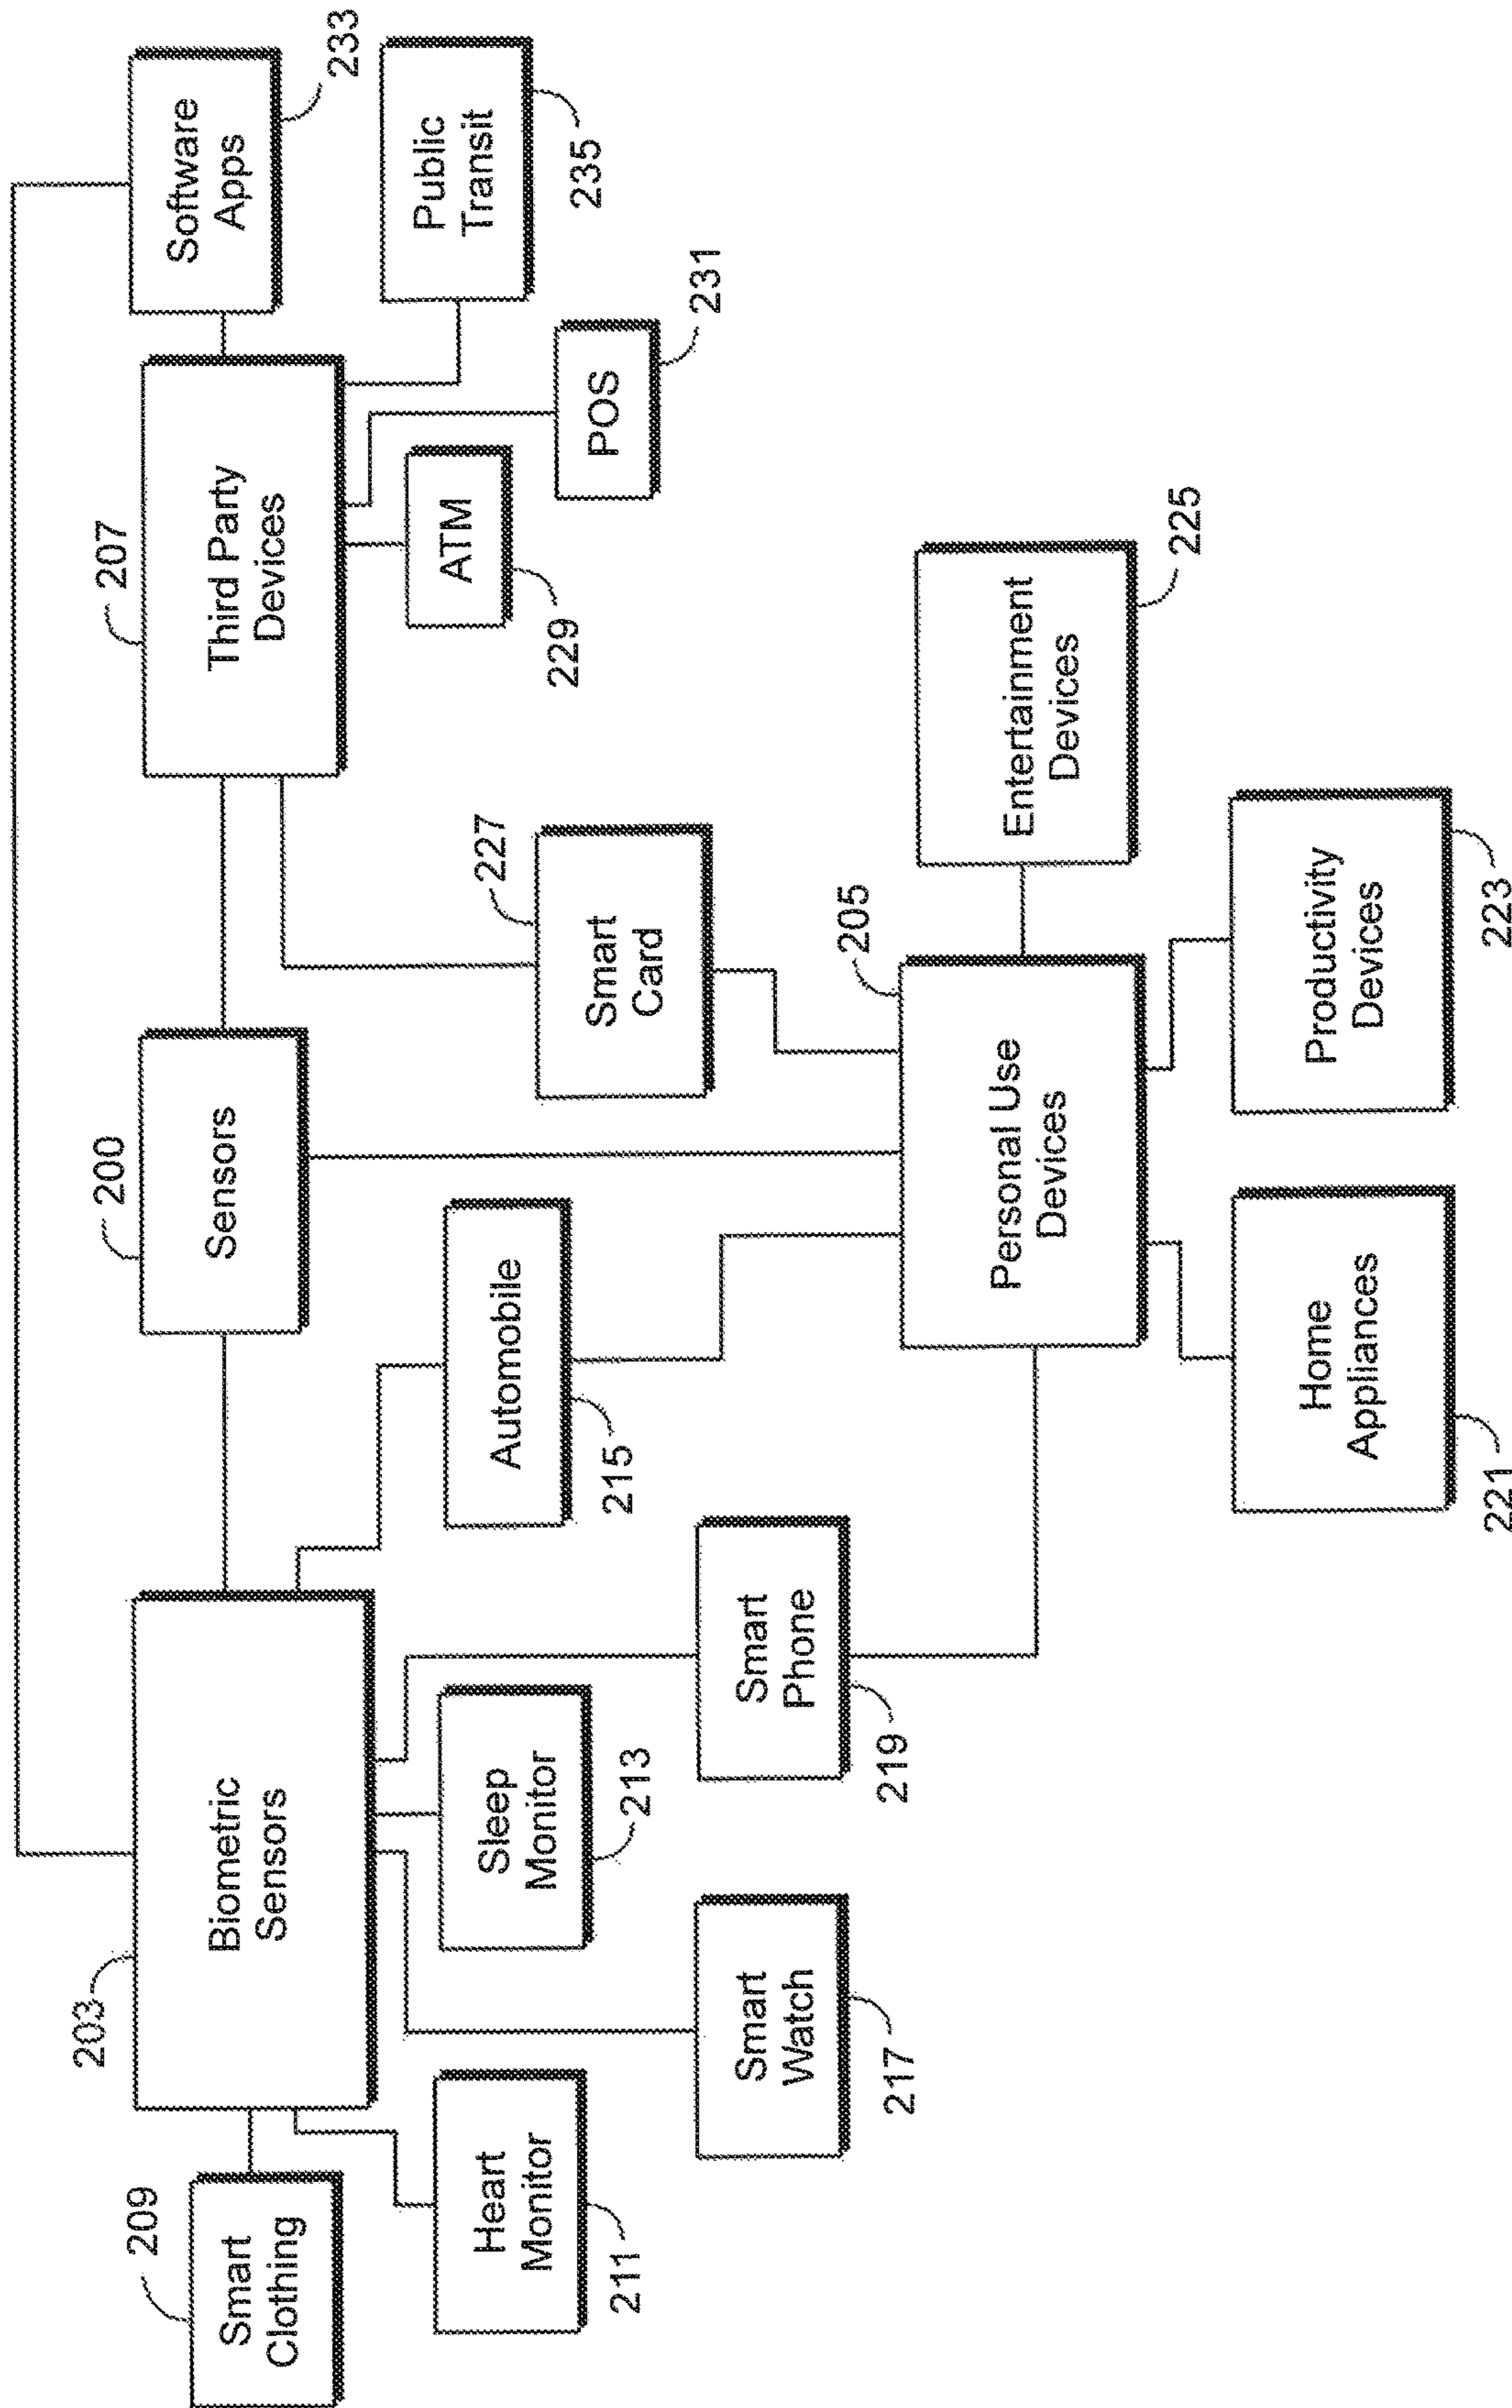 200
Sensors
203
Biometric
Sensors
207
Third Party
Devices
Software
Apps
233
Public
Transit
235
POS
231
ATM
229
209
Smart
Clothing
Heart
Monitor
211
Sleep
Monitor
213
Automobile
215
Smart
Card
227
Smart
Watch
217
Smart
Phone
219
205
Personal Use
Devices
Entertainment
Devices
225
Home
Appliances
221
Productivity
Devices
223